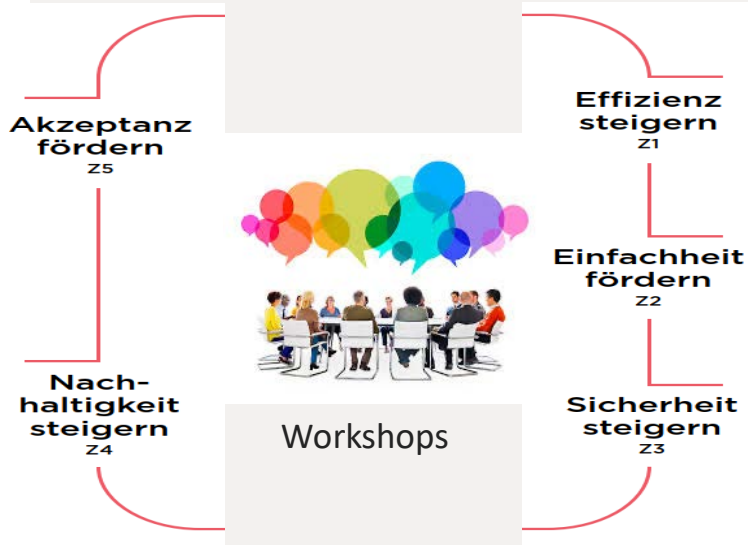 Akzeptanz
fördern
Z5
Nach-
haltigkeit
steigern
Z4
Workshops
Effizienz
steigern
Z1
Einfachheit
fördern
Z2
Sicherheit
steigern
Z3